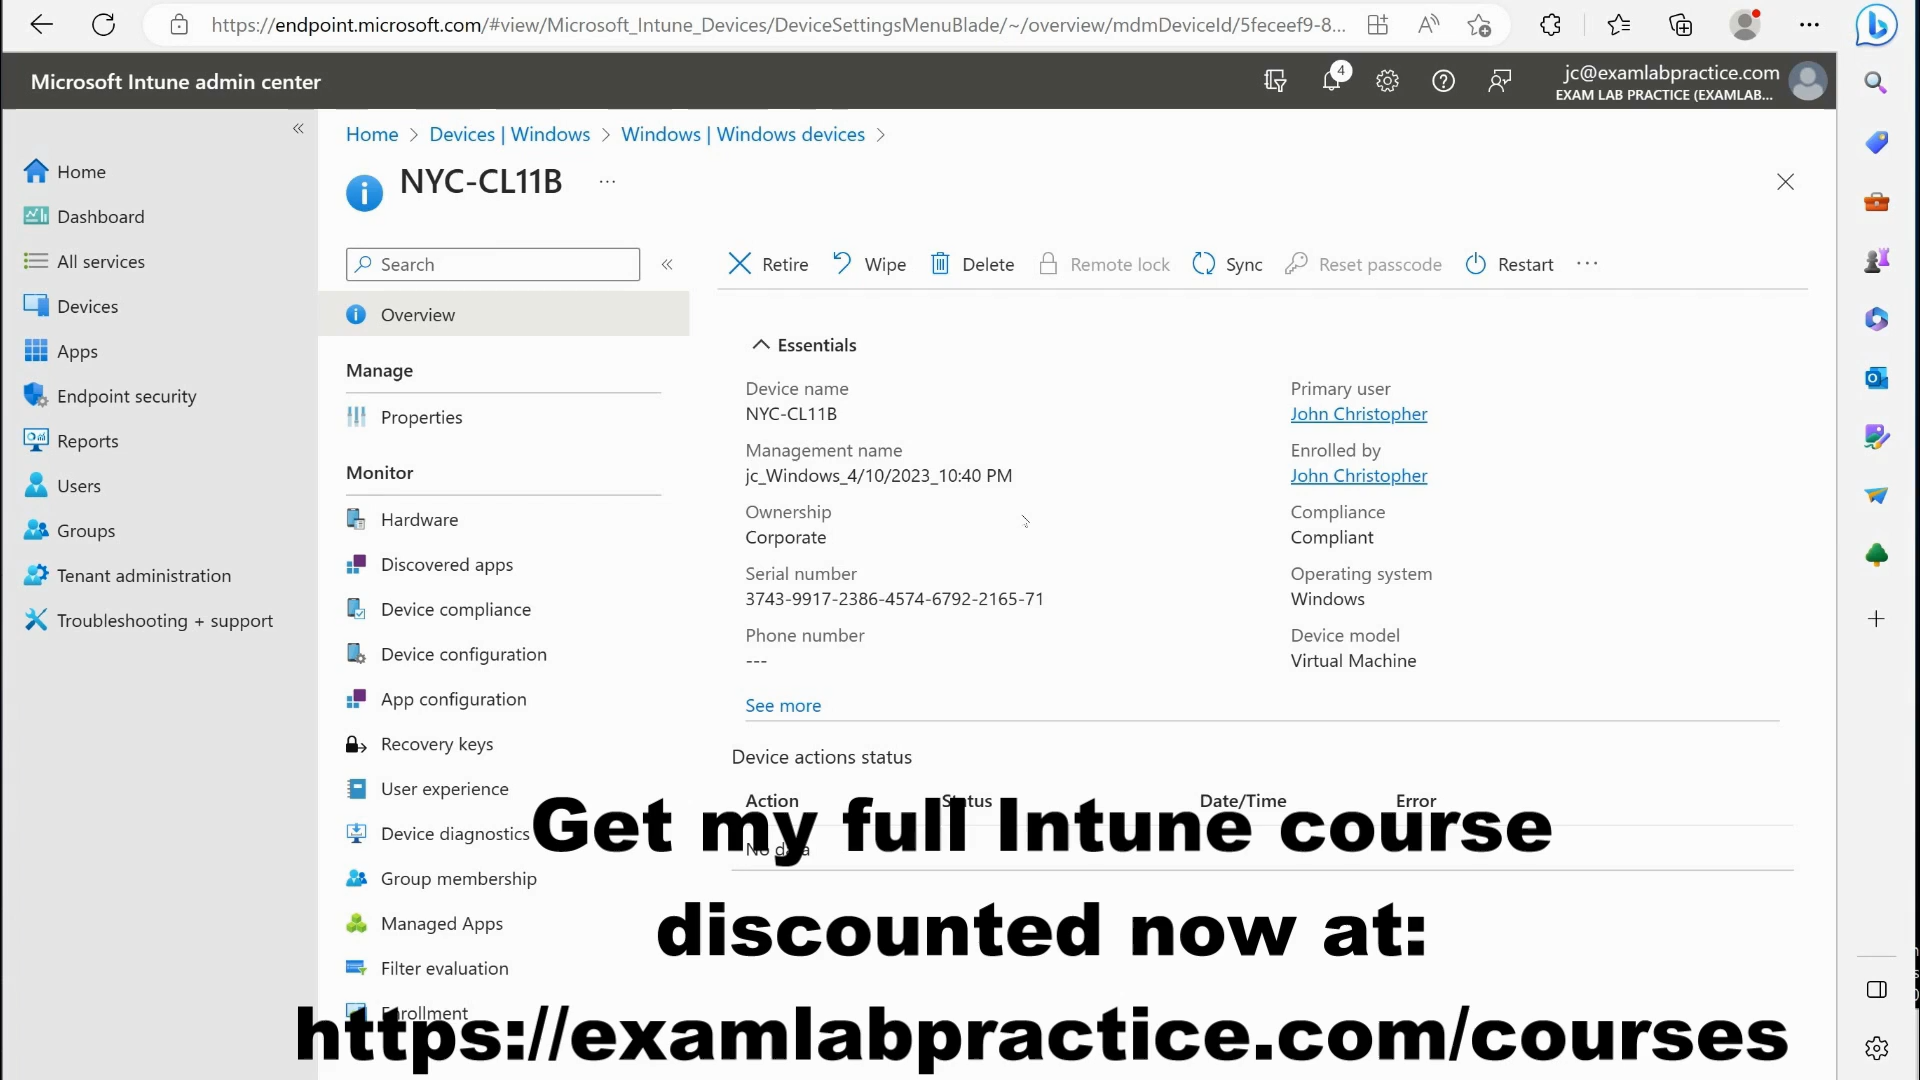 https://endpoint.microsoft.com/#view/Microsoft_Intune_Devices/DeviceSettingsMenuBlade/~/overview/mdmDeviceId/5feceef9-8...
Microsoft Intune admin center
4
jc@examlabpractice.com
EXAM LAB PRACTICE (EXAMLAB...
Home
Dashboard
All services
Devices
Apps
Endpoint security
Reports
Users
Groups
Tenant administration
Troubleshooting + support
Home > Devices | Windows > Windows | Windows devices >
NYC-CL11B ...
Search
Overview
Manage
Properties
Monitor
Hardware
Discovered apps
Device compliance
Device configuration
App configuration
Recovery keys
User experience
Device diagnostics
Group membership
Managed Apps
Filter evaluation
Enrollment
Retire Wipe Delete Remote lock Sync Reset passcode Restart ...
Essentials
Device name
NYC-CL11B
Management name
jc_Windows_4/10/2023_10:40 PM
Ownership
Corporate
Serial number
3743-9917-2386-4574-6792-2165-71
Phone number
---
Primary user
John Christopher
Enrolled by
John Christopher
Compliance
Compliant
Operating system
Windows
Device model
Virtual Machine
See more
Device actions status
Action Status Date/Time Error
No data
Get my full Intune course
discounted now at:
https://examlabpractice.com/courses